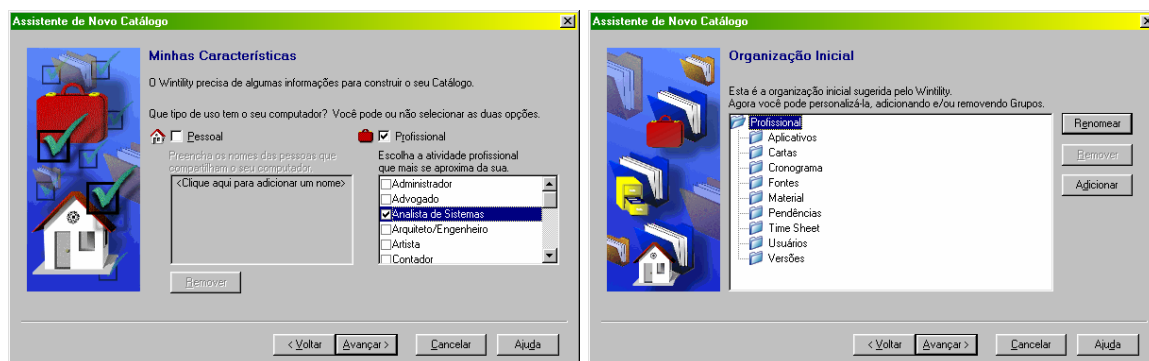 Assistente de Novo Catálogo
Minhas Características
O Wintility precisa de algumas informações para construir o seu Catálogo.
Que tipo de uso tem o seu computador? Você pode ou não selecionar as duas opções.
Pessoal
Preencha os nomes das pessoas que
compartilham o seu computador.
<Clique aqui para adicionar um nome>
Remover
Profissional
Escolha a atividade profissional
que mais se aproxima da sua.
Administrador
Advogado
Analista de Sistemas
Arquiteto/Engenheiro
Artista
Contador
< Voltar
Avançar >
Cancelar
Ajuda
Assistente de Novo Catálogo
Organização Inicial
Esta é a organização inicial sugerida pelo Wintility.
Agora você pode personalizá-la, adicionando e/ou removendo Grupos.
Profissional
Aplicativos
Cartas
Cronograma
Fontes
Material
Pendências
Time Sheet
Usuários
Versões
Renomear
Remover
Adicionar
< Voltar
Avançar >
Cancelar
Ajuda